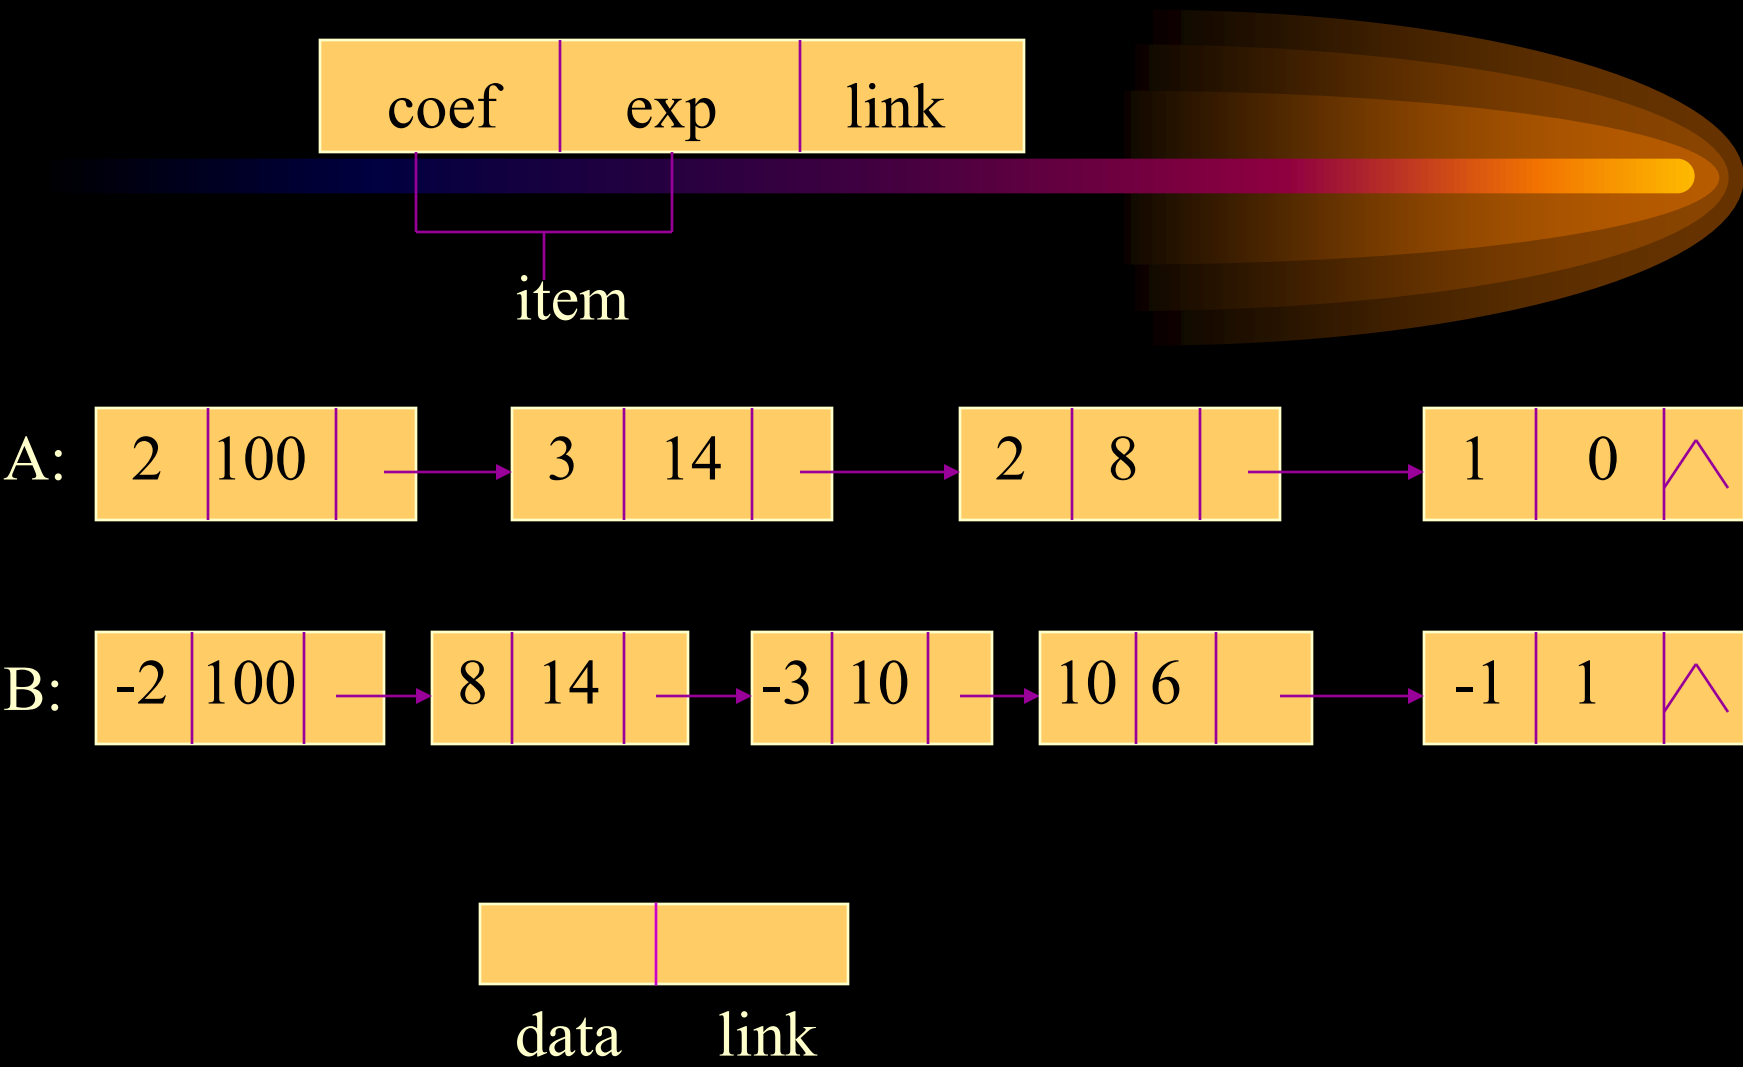 coef exp link
item
A: 2 100 3 14 2 8 1 0 ^
B: -2 100 8 14 -3 10 10 6 -1 1 ^
data link